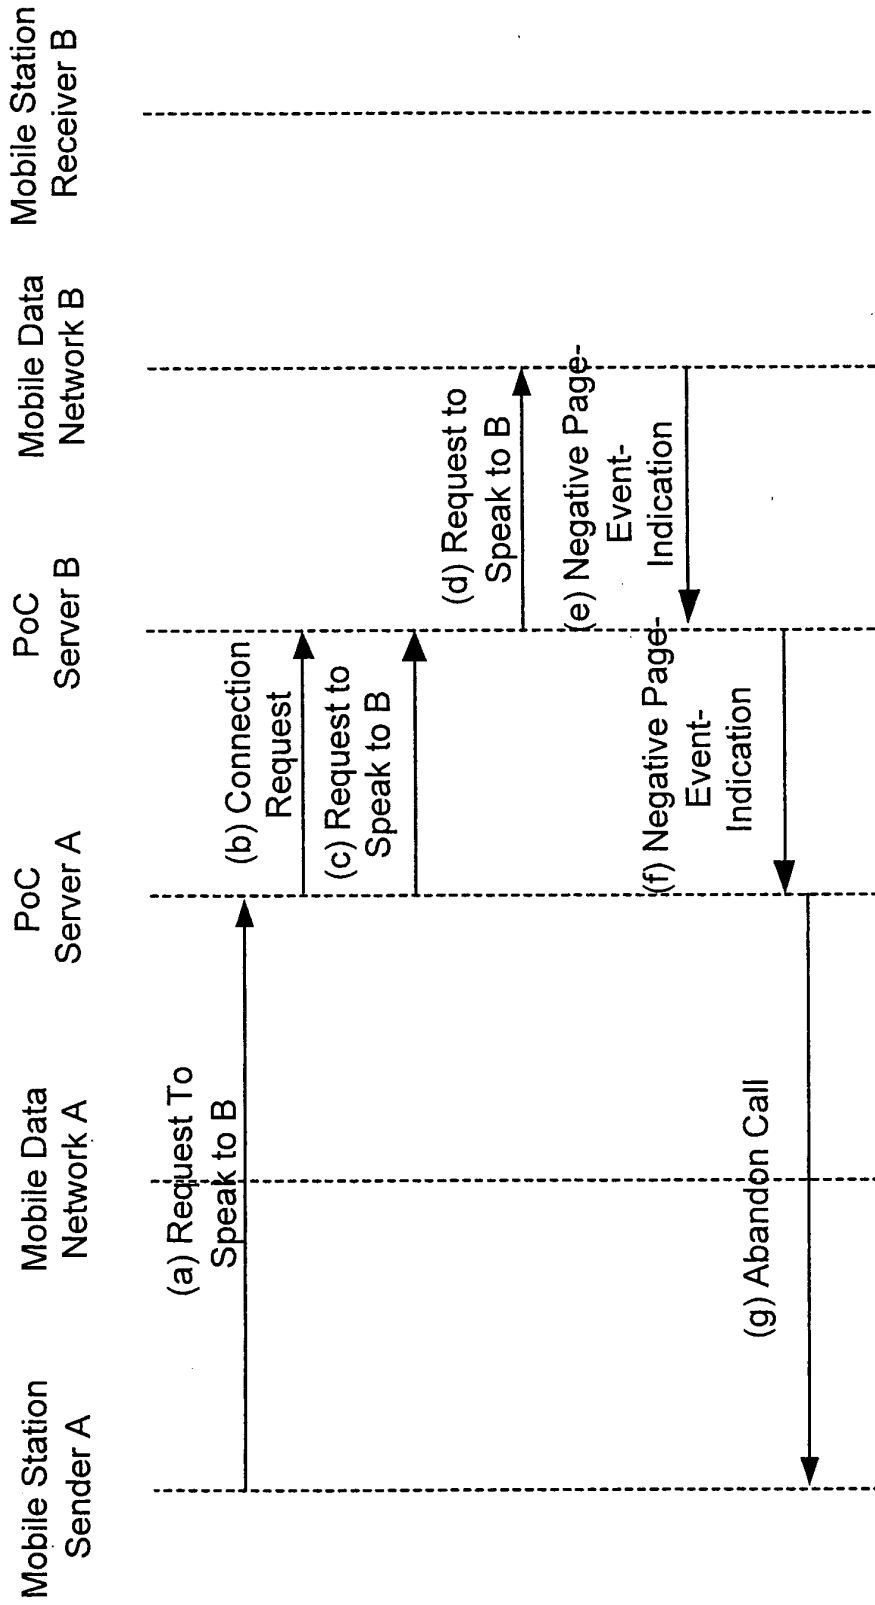 Mobile Station
Sender A
Mobile Data
Network A
PoC
Server A
PoC
Server B
Mobile Data
Network B
Mobile Station
Receiver B
(a) Request To
Speak to B
(b) Connection
Request
(c) Request to
Speak to B
(d) Request to
Speak to B
(e) Negative Page-
Event-
Indication
(f) Negative Page-
Event-
Indication
(g) Abandon Call